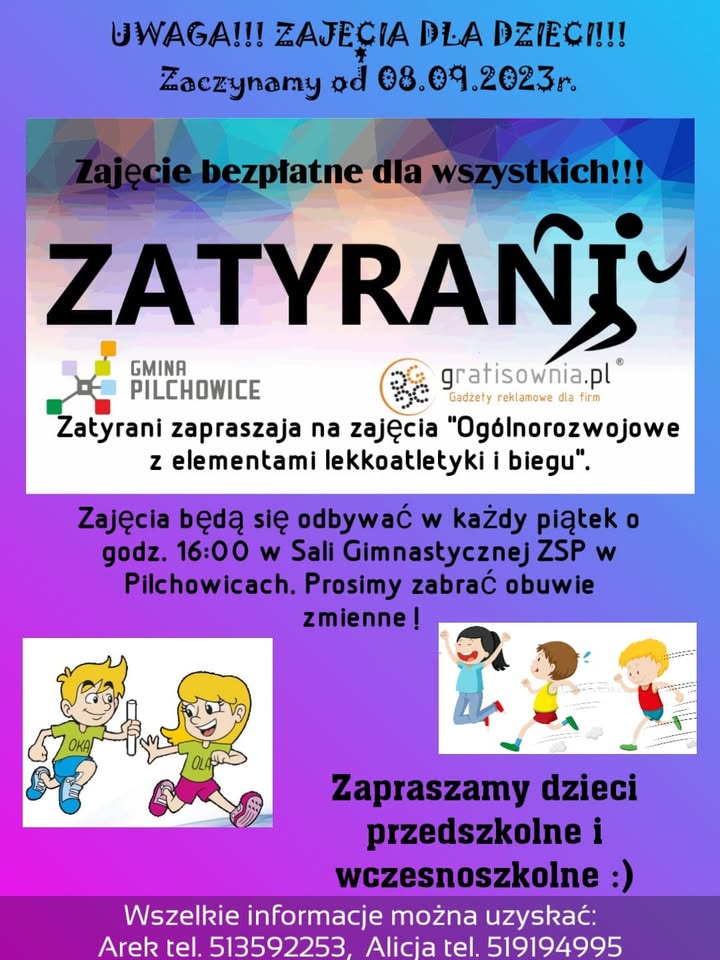 UWAGA!!! ZAJĘCIA DLA DZIECI!!!
Zaczynamy od 08.09.2023r.
Zajęcie bezpłatne dla wszystkich!!!
ZATYRANI
GMINA
PILCHOWICE
gratisownia.pl®
Gadżety reklamowe dla firm
Zatyrani zapraszaja na zajęcia "Ogólnorozwojowe
z elementami lekkoatletyki i biegu".
Zajęcia będą się odbywać w każdy piątek o
godz. 16:00 w Sali Gimnastycznej ZSP w
Pilchowicach. Prosimy zabrać obuwie
zmienne!
OKA
OLA
Zapraszamy dzieci
przedszkolne i
wczesnoszkolne :)
Wszelkie informacje można uzyskać:
Arek tel. 513592253, Alicja tel. 519194995